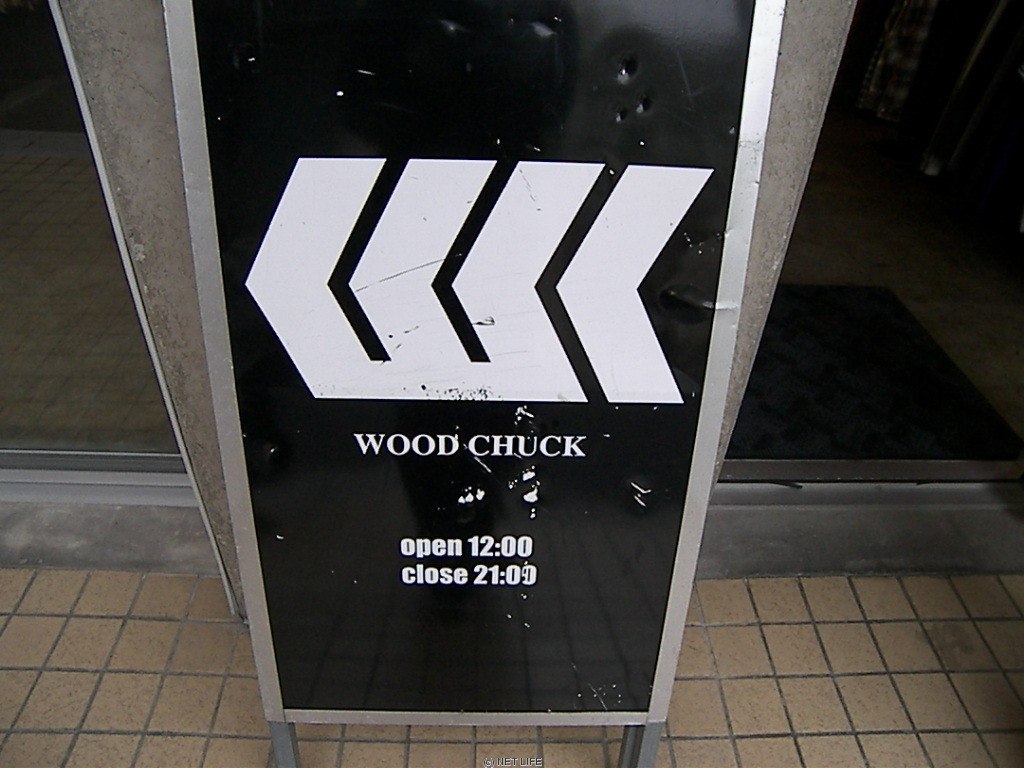 WOOD CHUCK
open 12:00
close 21:00
© NET LIFE